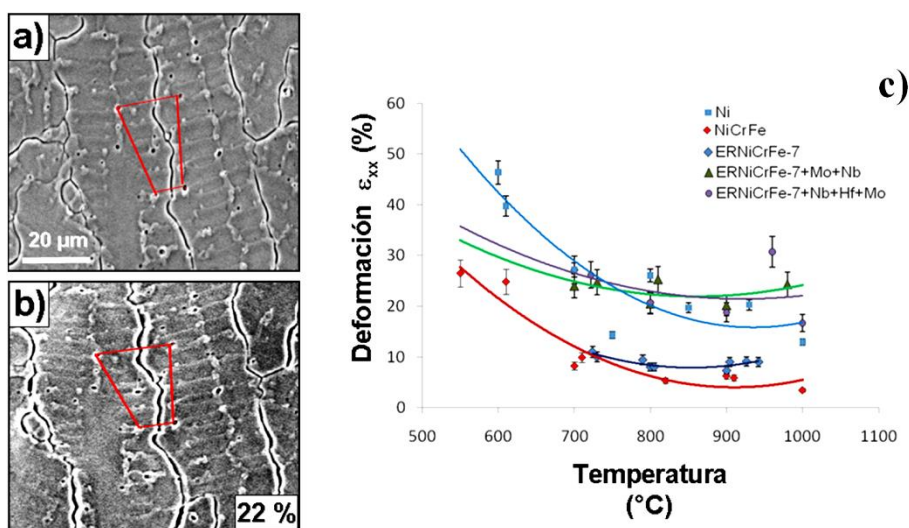 a)
20 µm
b)
22 %
c)
Deformación εxx (%)
60
50
40
30
20
10
0
500 600 700 800 900 1000 1100
Temperatura
(°C)
Ni
NiCrFe
ERNiCrFe-7
ERNiCrFe-7+Mo+Nb
ERNiCrFe-7+Nb+Hf+Mo